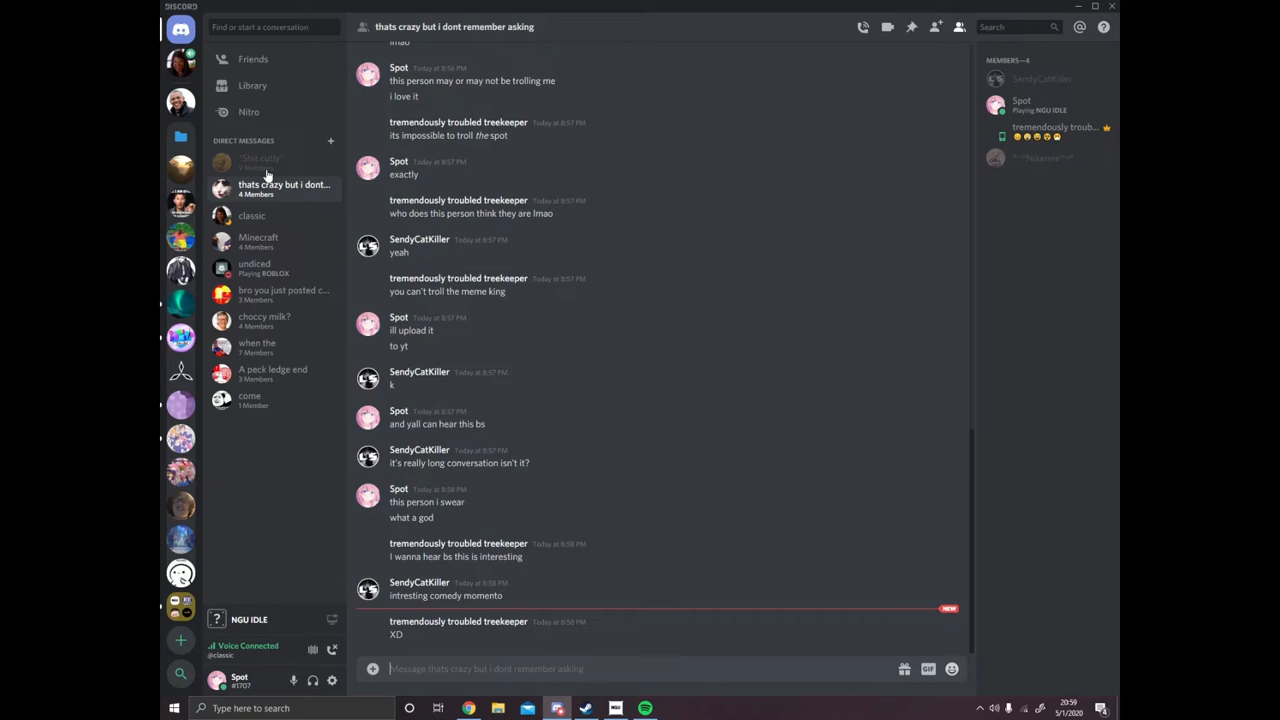 DISCORD
Find or start a conversation
Friends
Library
Nitro
DIRECT MESSAGES
"Shit cutly"
9 Members
thats crazy but i dont...
4 Members
classic
Minecraft
4 Members
undiced
Playing ROBLOX
bro you just posted c...
3 Members
choccy milk?
4 Members
when the
7 Members
A peck ledge end
3 Members
come
1 Member
NGU IDLE
Voice Connected
@classic
Spot
#1707
thats crazy but i dont remember asking
lmao
Spot Today at 8:56 PM
this person may or may not be trolling me
i love it
tremendously troubled treekeeper Today at 8:57 PM
its impossible to troll the spot
Spot Today at 8:57 PM
exactly
tremendously troubled treekeeper Today at 8:57 PM
who does this person think they are lmao
SendyCatKiller Today at 8:57 PM
yeah
tremendously troubled treekeeper Today at 8:57 PM
you can't troll the meme king
Spot Today at 8:57 PM
ill upload it
to yt
SendyCatKiller Today at 8:57 PM
k
Spot Today at 8:57 PM
and yall can hear this bs
SendyCatKiller Today at 8:57 PM
it's really long conversation isn't it?
Spot Today at 8:58 PM
this person i swear
what a god
tremendously troubled treekeeper Today at 8:58 PM
I wanna hear bs this is interesting
SendyCatKiller Today at 8:58 PM
intresting comedy momento
NEW
tremendously troubled treekeeper Today at 8:58 PM
XD
Message thats crazy but i dont remember asking
GIF
Search
MEMBERS—4
SendyCatKiller
Spot
Playing NGU IDLE
tremendously troub...
Type here to search
20:59
5/1/2020